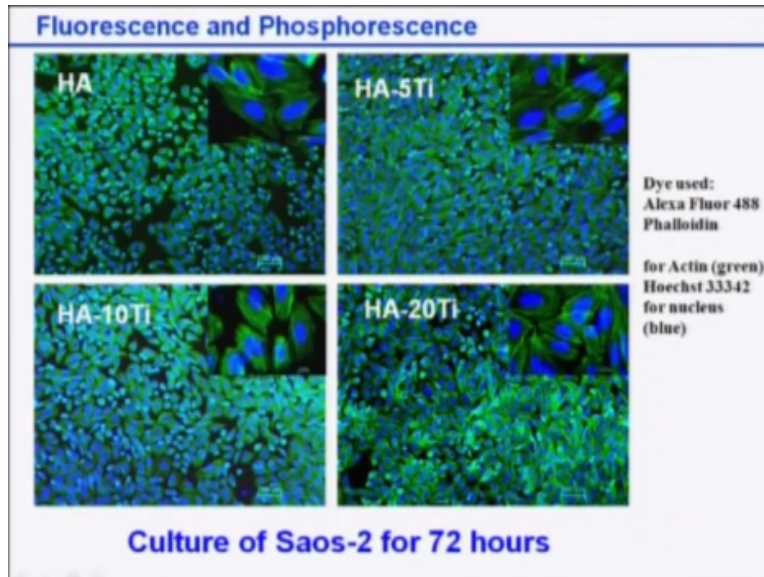 Fluorescence and Phosphorescence
HA
HA-5Ti
HA-10Ti
HA-20Ti
Dye used:
Alexa Fluor 488
Phalloidin
for Actin (green)
Hoechst 33342
for nucleus
(blue)
Culture of Saos-2 for 72 hours